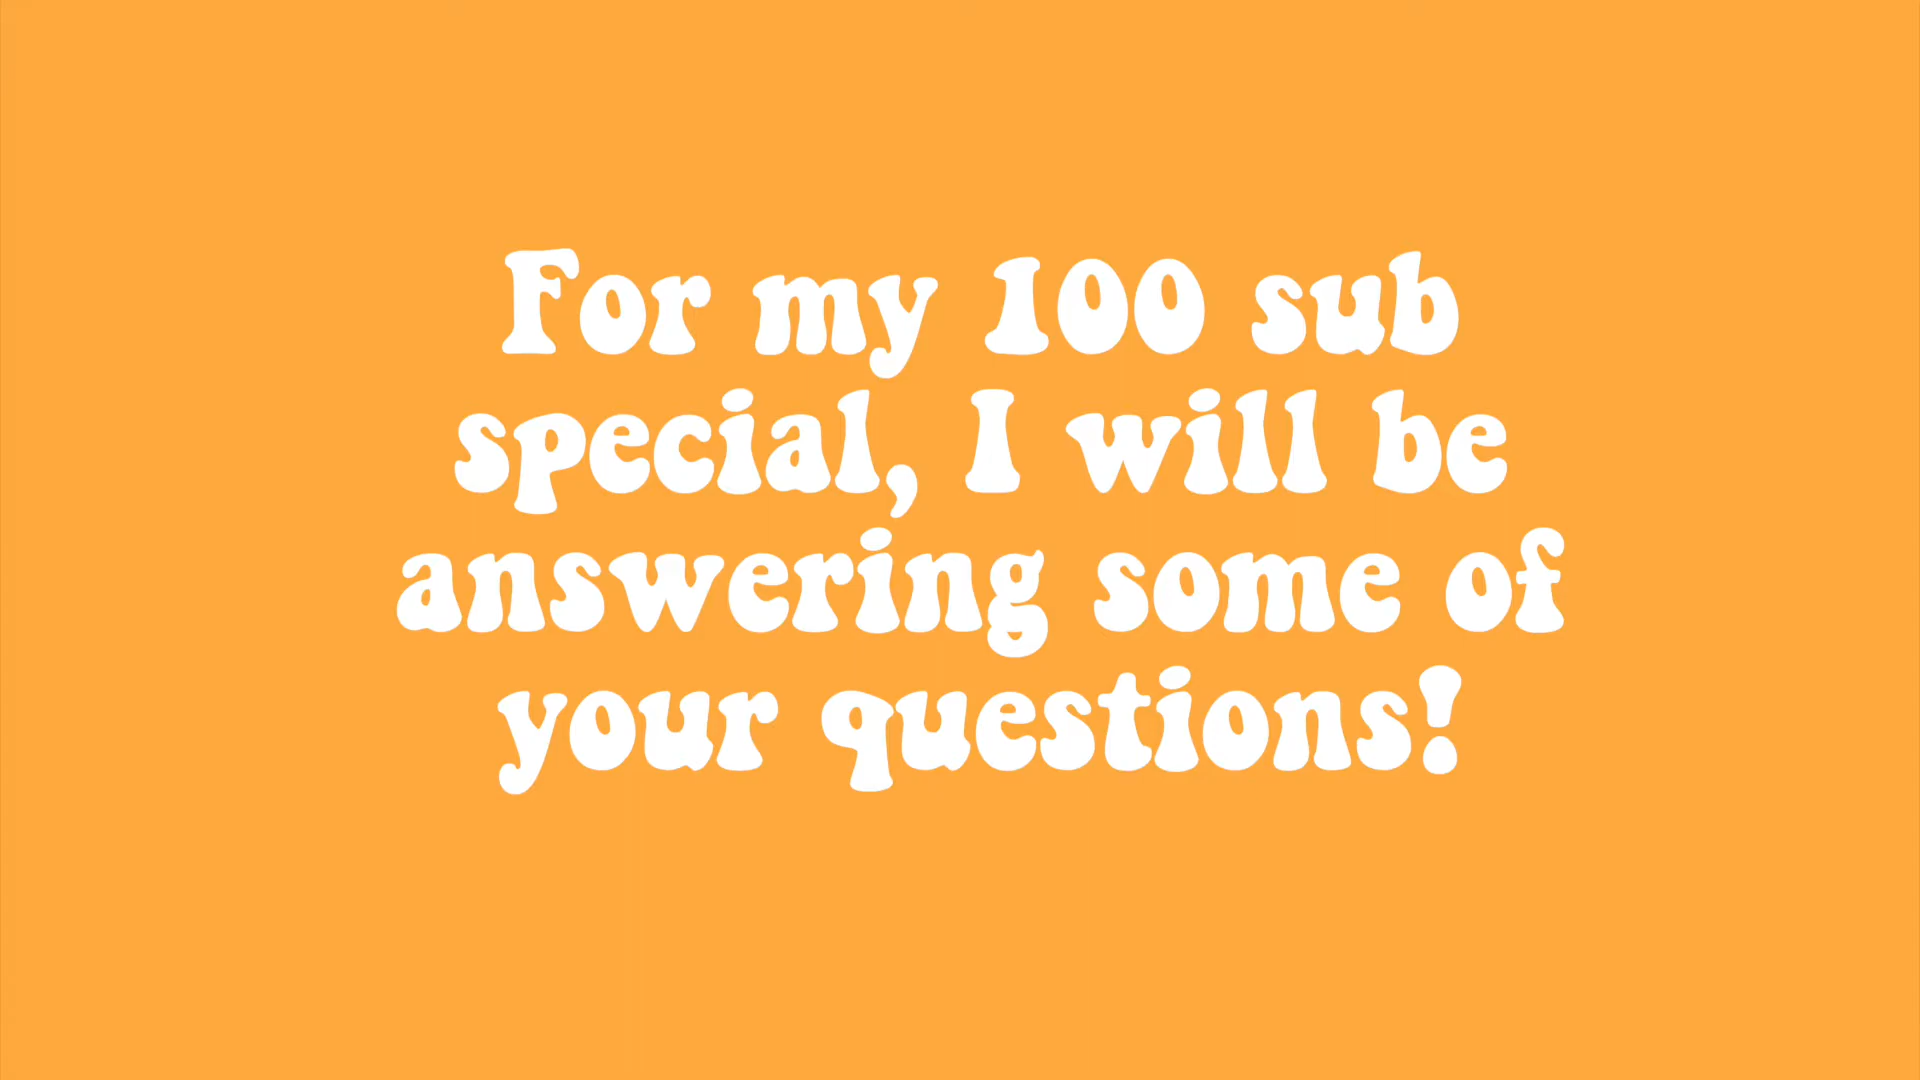 For my 100 sub
special, I will be
answering some of
your questions!